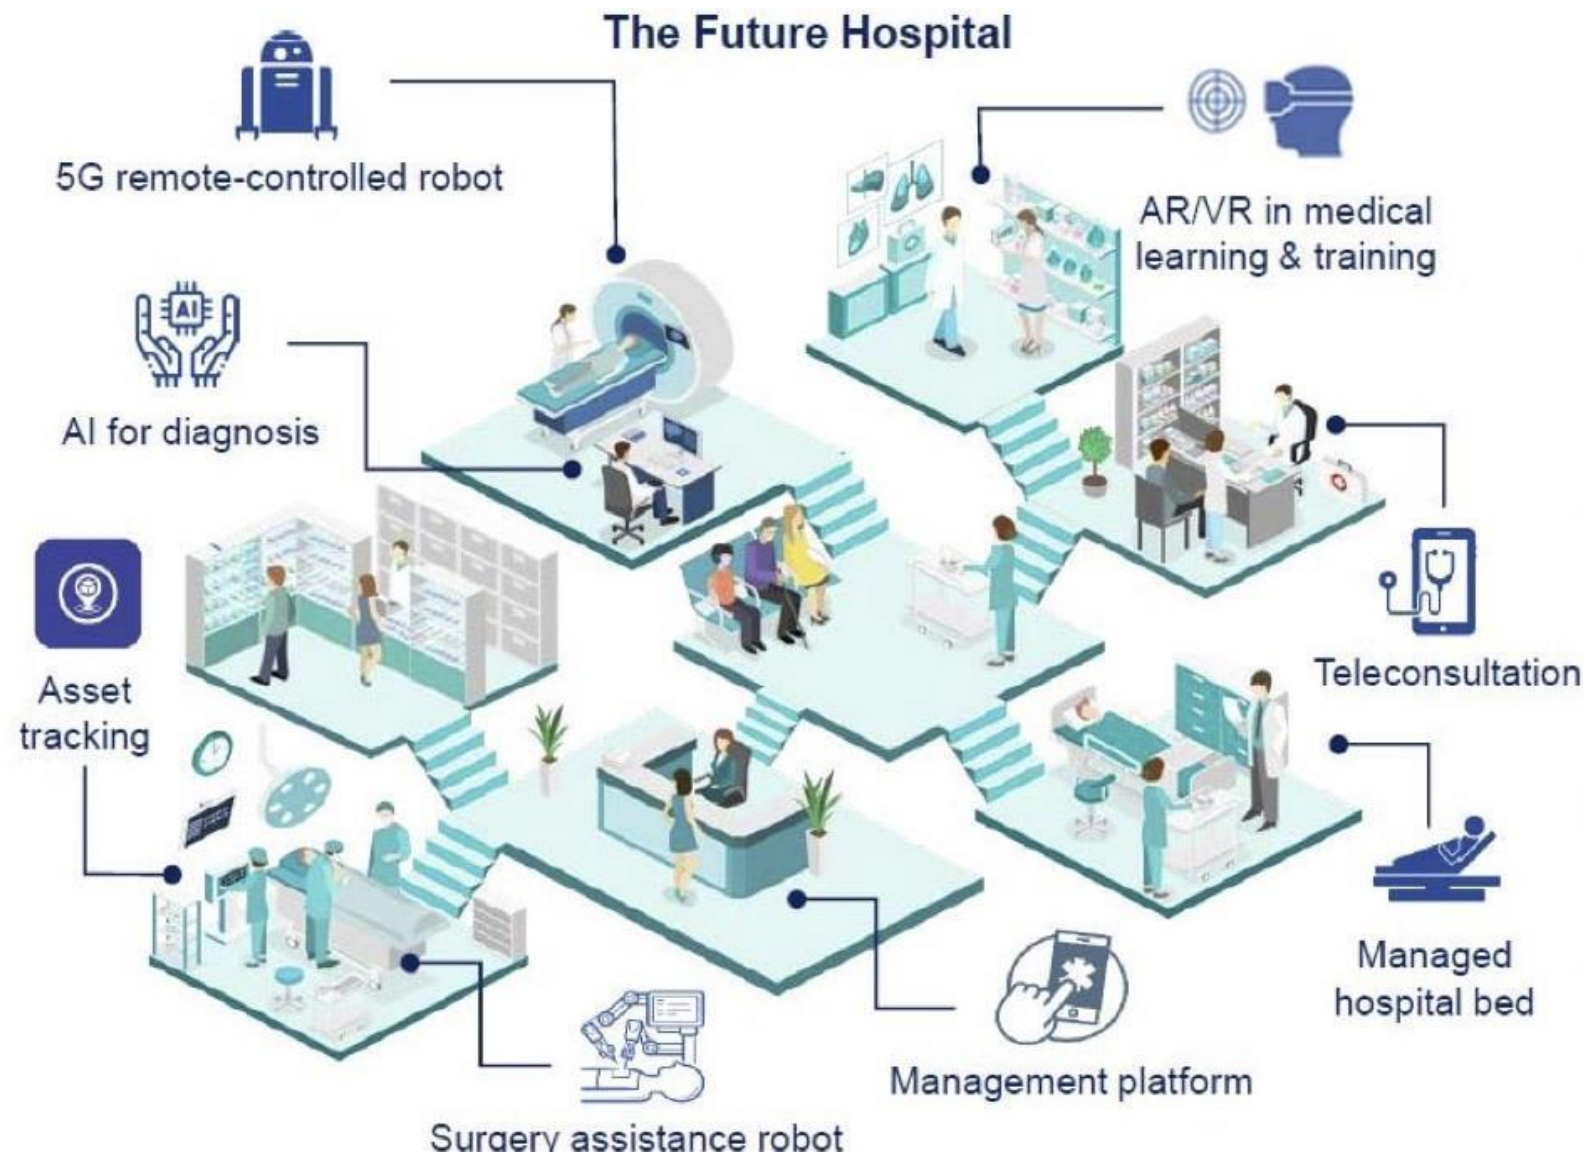 The Future Hospital
5G remote-controlled robot
AR/VR in medical
learning & training
AI
AI for diagnosis
Asset
tracking
Teleconsultation
Managed
hospital bed
Management platform
Surgery assistance robot